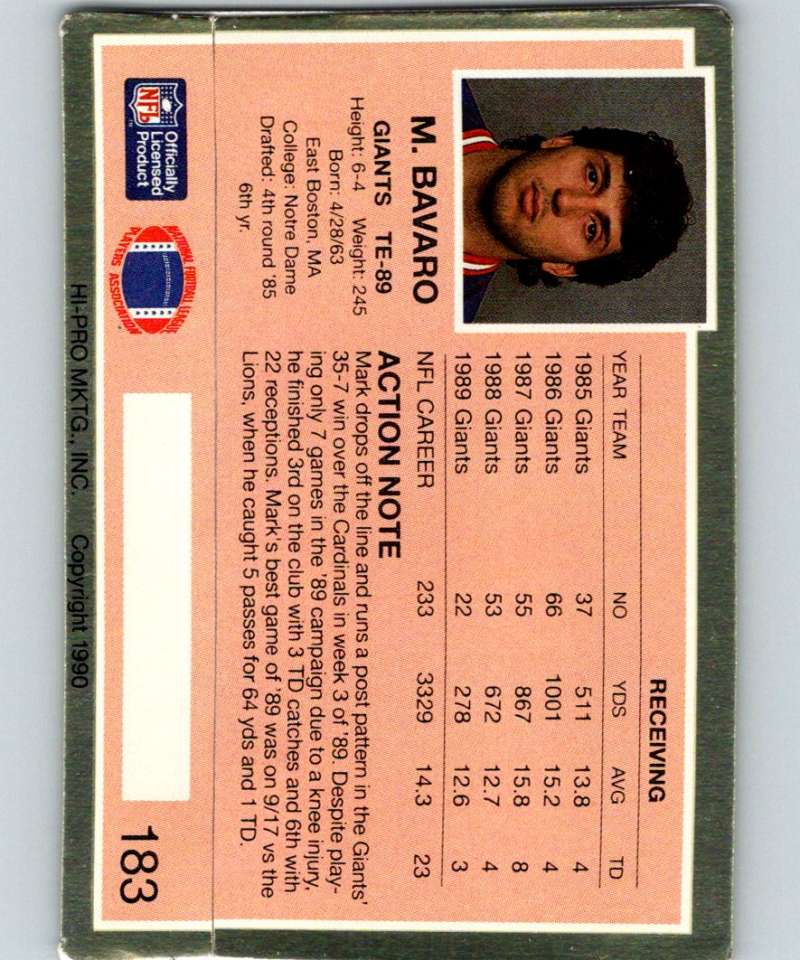 M. BAVARO
GIANTS TE-89
Height: 6-4 Weight: 245
Born: 4/28/63
East Boston, MA
College: Notre Dame
Drafted: 4th round '85
6th yr.
RECEIVING
YEAR TEAM NO YDS AVG TD
1985 Giants 37 511 13.8 4
1986 Giants 66 1001 15.2 4
1987 Giants 55 867 15.8 8
1988 Giants 53 672 12.7 4
1989 Giants 22 278 12.6 3
NFL CAREER 233 3329 14.3 23
ACTION NOTE
Mark drops off the line and runs a post pattern in the Giants'
35-7 win over the Cardinals in week 3 of '89. Despite play-
ing only 7 games in the '89 campaign due to a knee injury,
he finished 3rd on the club with 3 TD catches and 6th with
22 receptions. Mark's best game of '89 was on 9/17 vs the
Lions, when he caught 5 passes for 64 yds and 1 TD.
NFL
Officially
Licensed
Product
TM
NATIONAL FOOTBALL LEAGUE
PLAYERS ASSOCIATION
183
HI-PRO MKTG., INC. Copyright 1990